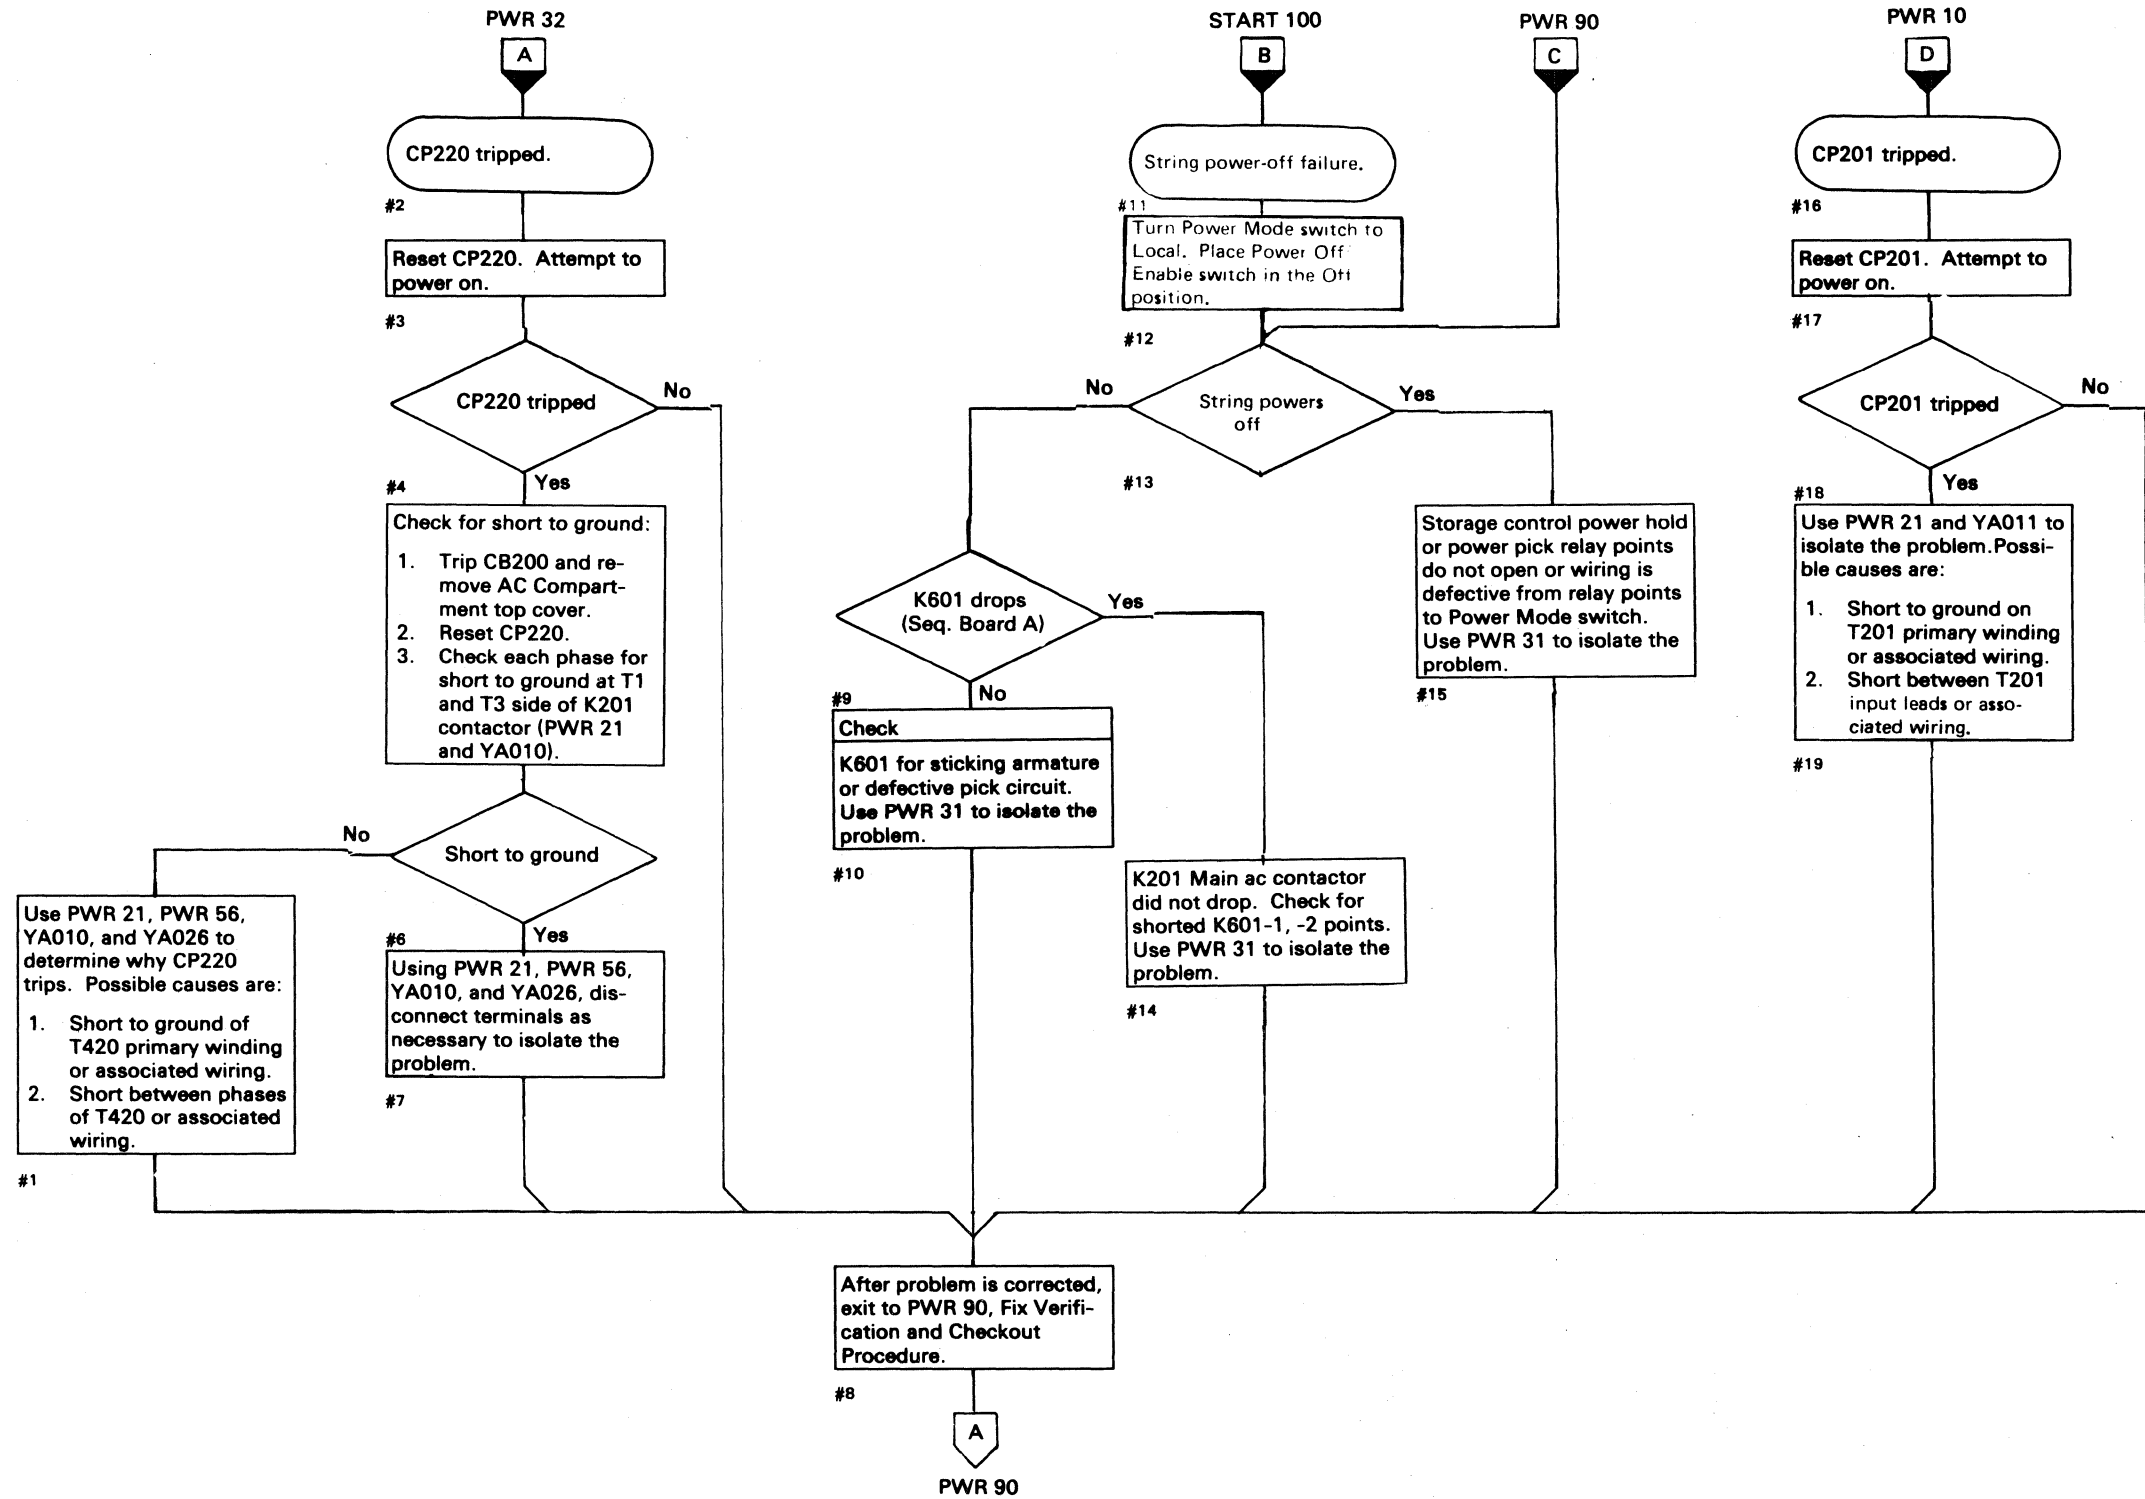 PWR 32
A
CP220 tripped.
#2
Reset CP220. Attempt to
power on.
#3
CP220 tripped
No
Yes
#4
Check for short to ground:
1. Trip CB200 and re-
move AC Compart-
ment top cover.
2. Reset CP220.
3. Check each phase for
short to ground at T1
and T3 side of K201
contactor (PWR 21
and YA010).
Short to ground
No
Yes
Use PWR 21, PWR 56,
YA010, and YA026 to
determine why CP220
trips. Possible causes are:
1. Short to ground of
T420 primary winding
or associated wiring.
2. Short between phases
of T420 or associated
wiring.
#1
#6
Using PWR 21, PWR 56,
YA010, and YA026, dis-
connect terminals as
necessary to isolate the
problem.
#7
START 100
B
String power-off failure.
#11
Turn Power Mode switch to
Local. Place Power Off
Enable switch in the Off
position.
#12
PWR 90
C
String powers
off
No
Yes
#13
K601 drops
(Seq. Board A)
Yes
No
#9
Check
K601 for sticking armature
or defective pick circuit.
Use PWR 31 to isolate the
problem.
#10
K201 Main ac contactor
did not drop. Check for
shorted K601-1, -2 points.
Use PWR 31 to isolate the
problem.
#14
Storage control power hold
or power pick relay points
do not open or wiring is
defective from relay points
to Power Mode switch.
Use PWR 31 to isolate the
problem.
#15
PWR 10
D
CP201 tripped.
#16
Reset CP201. Attempt to
power on.
#17
CP201 tripped
No
Yes
#18
Use PWR 21 and YA011 to
isolate the problem.Possi-
ble causes are:
1. Short to ground on
T201 primary winding
or associated wiring.
2. Short between T201
input leads or asso-
ciated wiring.
#19
After problem is corrected,
exit to PWR 90, Fix Verifi-
cation and Checkout
Procedure.
#8
A
PWR 90